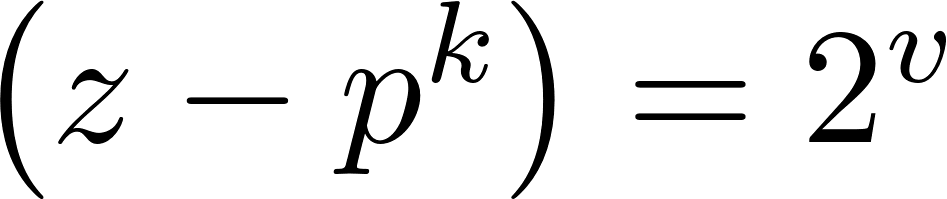 (z − p^k) = 2^v